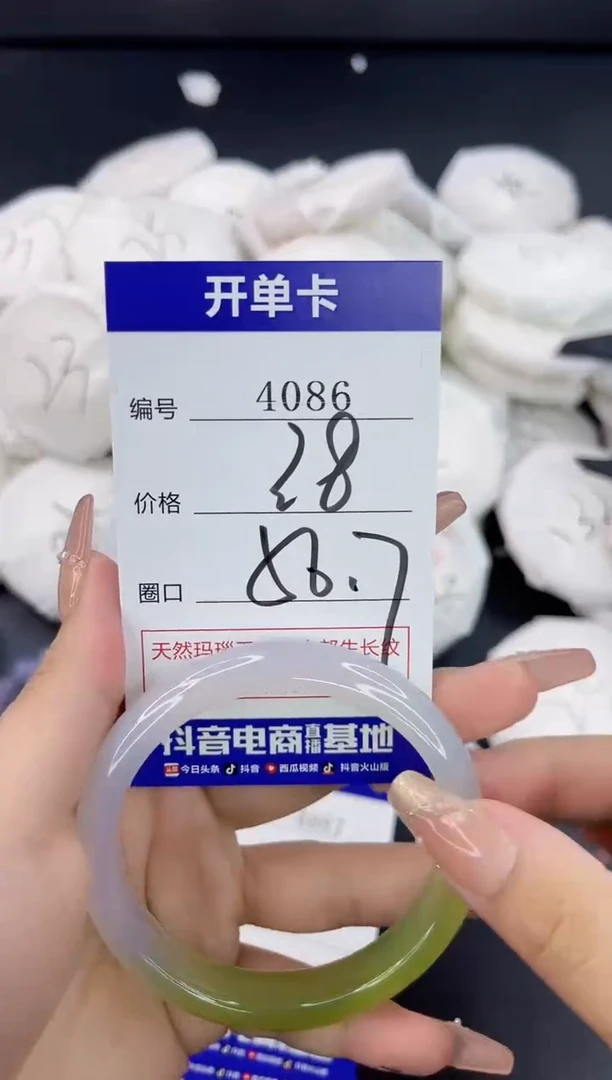 开单卡
编号 4086
价格 28
圈口 56.7
天然玛瑙
生长纹
抖音电商直播基地
头条 今日头条 抖音 西瓜视频 抖音火山版